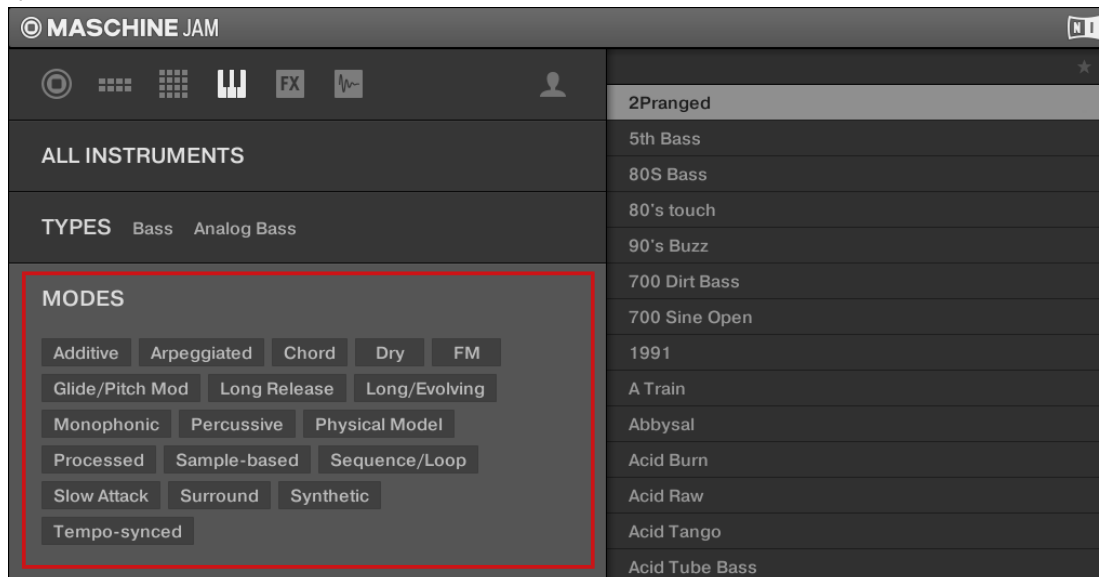 MASCHINE JAM
NI
FX
ALL INSTRUMENTS
TYPES Bass Analog Bass
MODES
Additive Arpeggiated Chord Dry FM
Glide/Pitch Mod Long Release Long/Evolving
Monophonic Percussive Physical Model
Processed Sample-based Sequence/Loop
Slow Attack Surround Synthetic
Tempo-synced
2Pranged
5th Bass
80S Bass
80's touch
90's Buzz
700 Dirt Bass
700 Sine Open
1991
A Train
Abbysal
Acid Burn
Acid Raw
Acid Tango
Acid Tube Bass